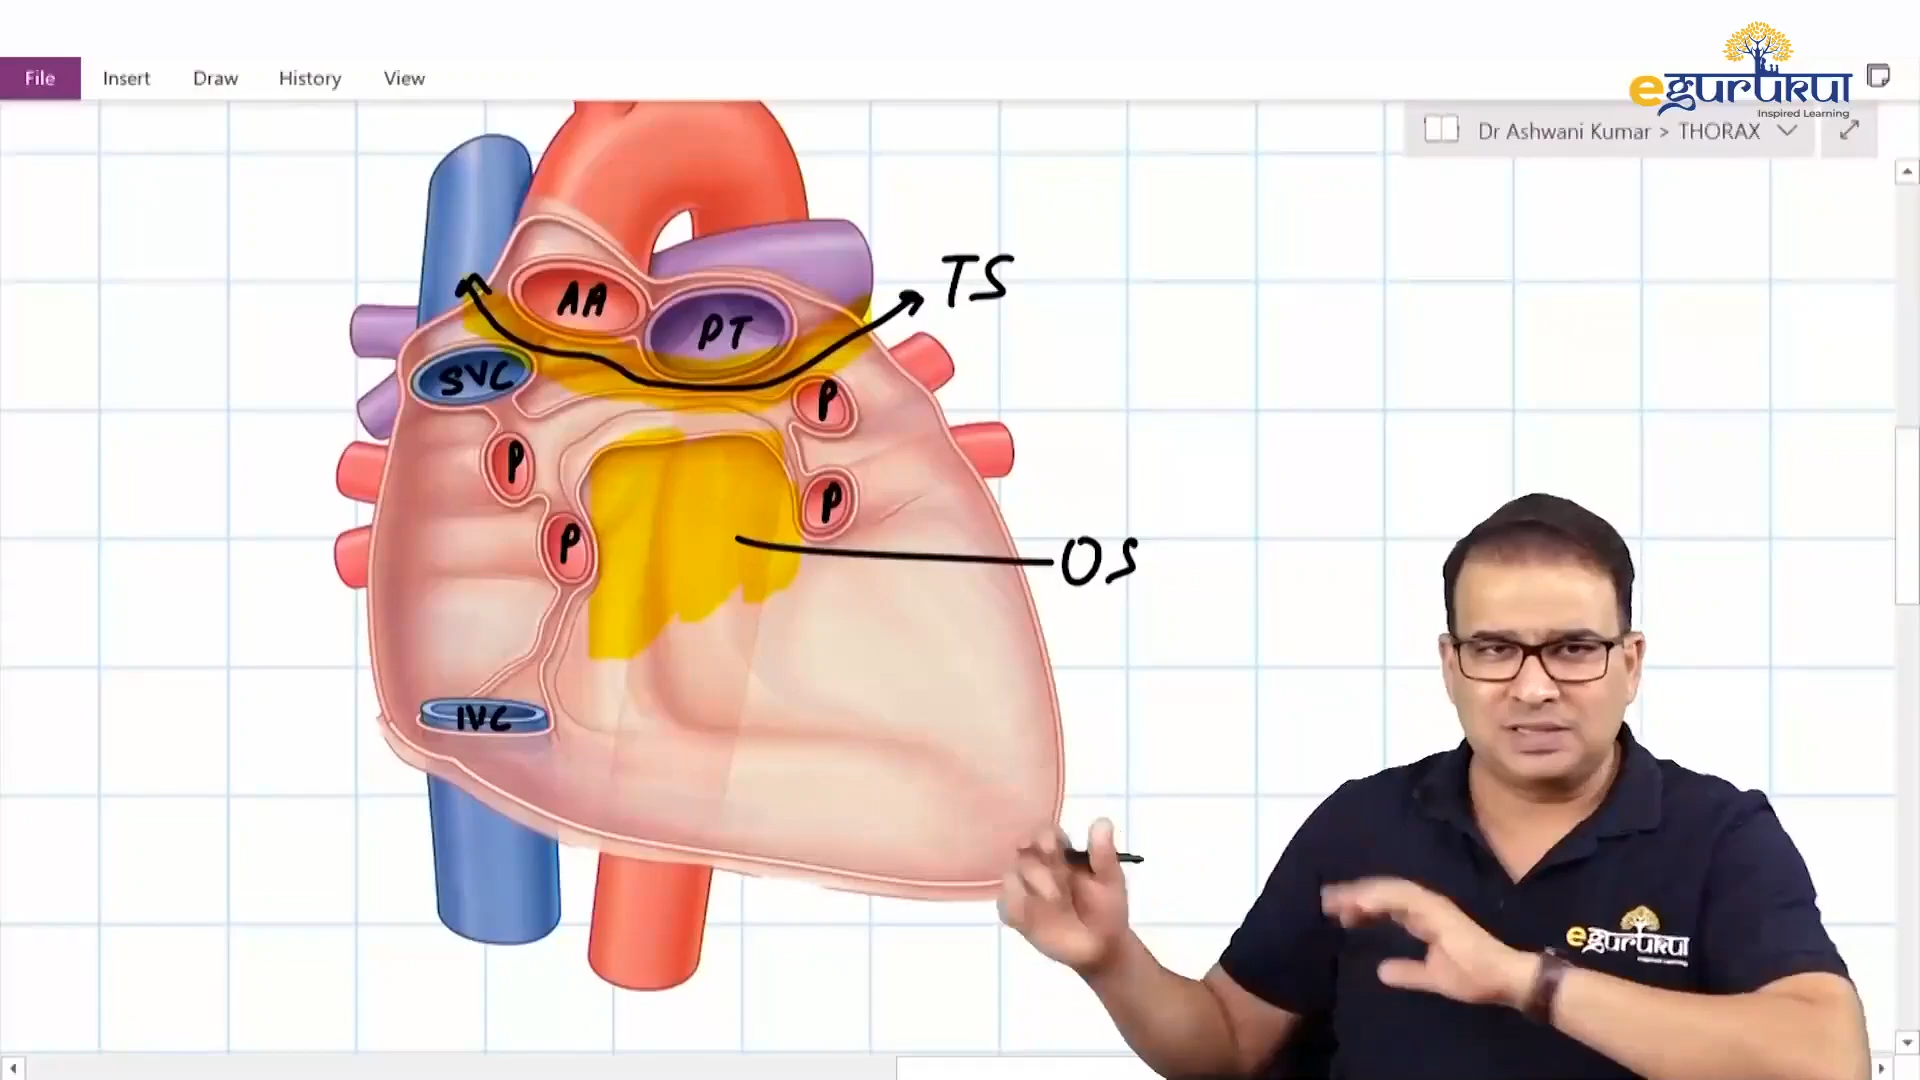 egurukul
Inspired Learning
File Insert Draw History View
Dr Ashwani Kumar > THORAX
TS
AA
PT
SVC
P
P
P
P
OS
IVC
egurukul